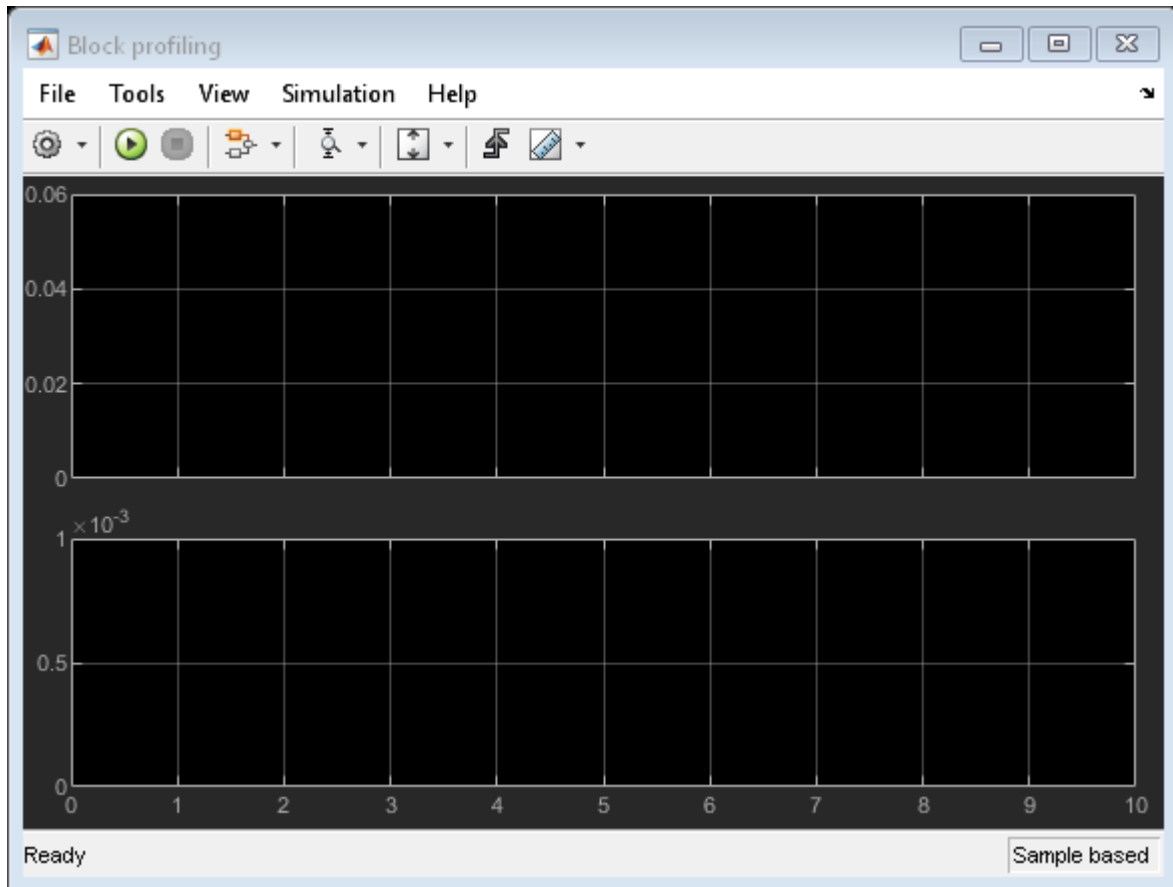 Block profiling
File Tools View Simulation Help
0.06
0.04
0.02
0
×10⁻³
1
0.5
0
0 1 2 3 4 5 6 7 8 9 10
Ready Sample based